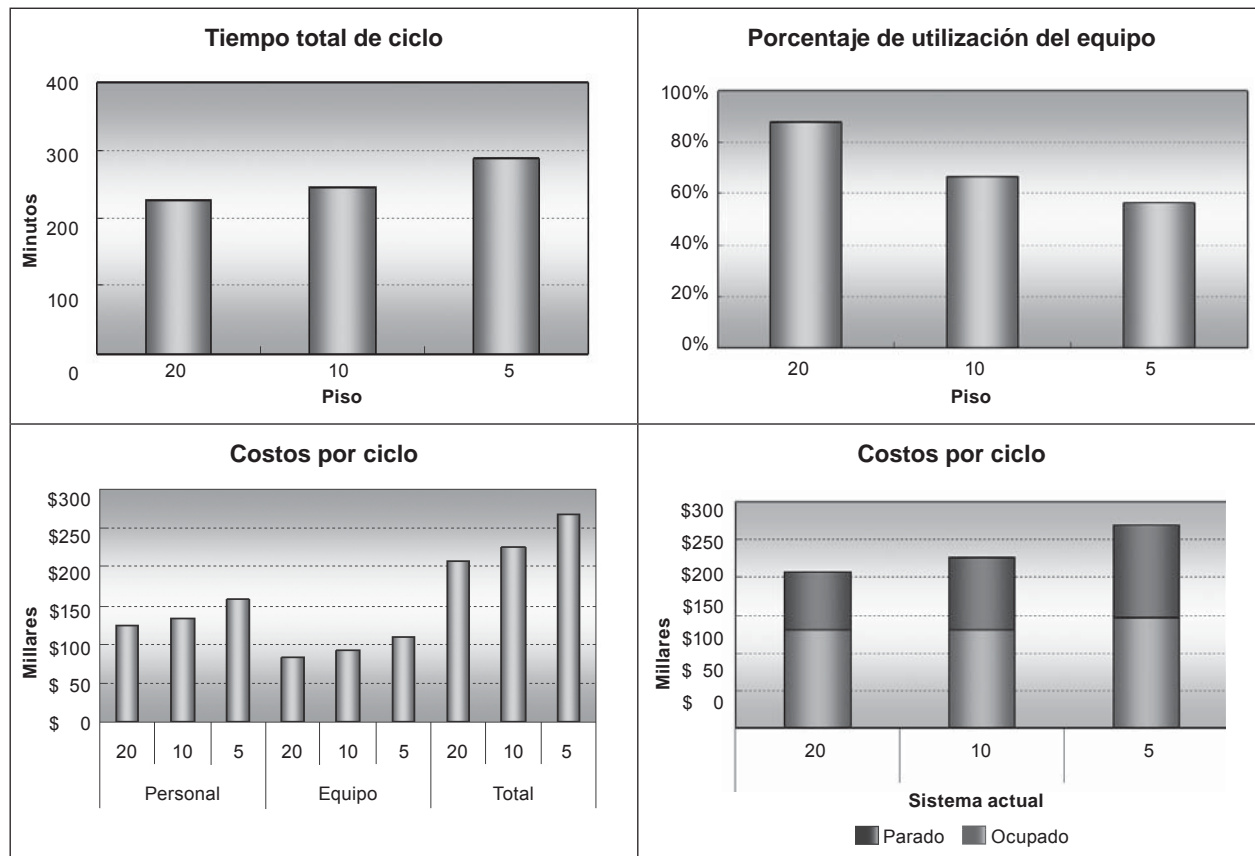 Tiempo total de ciclo
400
300
200
100
0
Minutos
20 10 5
Piso
Porcentaje de utilización del equipo
100%
80%
60%
40%
20%
0%
20 10 5
Piso
Costos por ciclo
$300
$250
$200
$150
$100
$ 50
$ 0
Millares
20 10 5 20 10 5 20 10 5
Personal Equipo Total
Costos por ciclo
$300
$250
$200
$150
$100
$ 50
$ 0
Millares
20 10 5
Sistema actual
Parado Ocupado